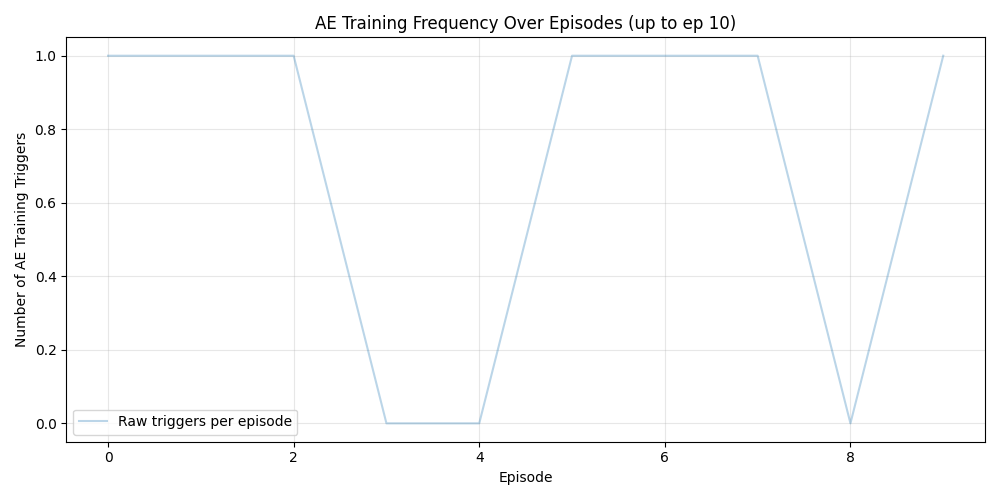 AE Training Frequency Over Episodes (up to ep 10)
Number of AE Training Triggers
1.0
0.8
0.6
0.4
0.2
0.0
Raw triggers per episode
0 2 4 6 8
Episode